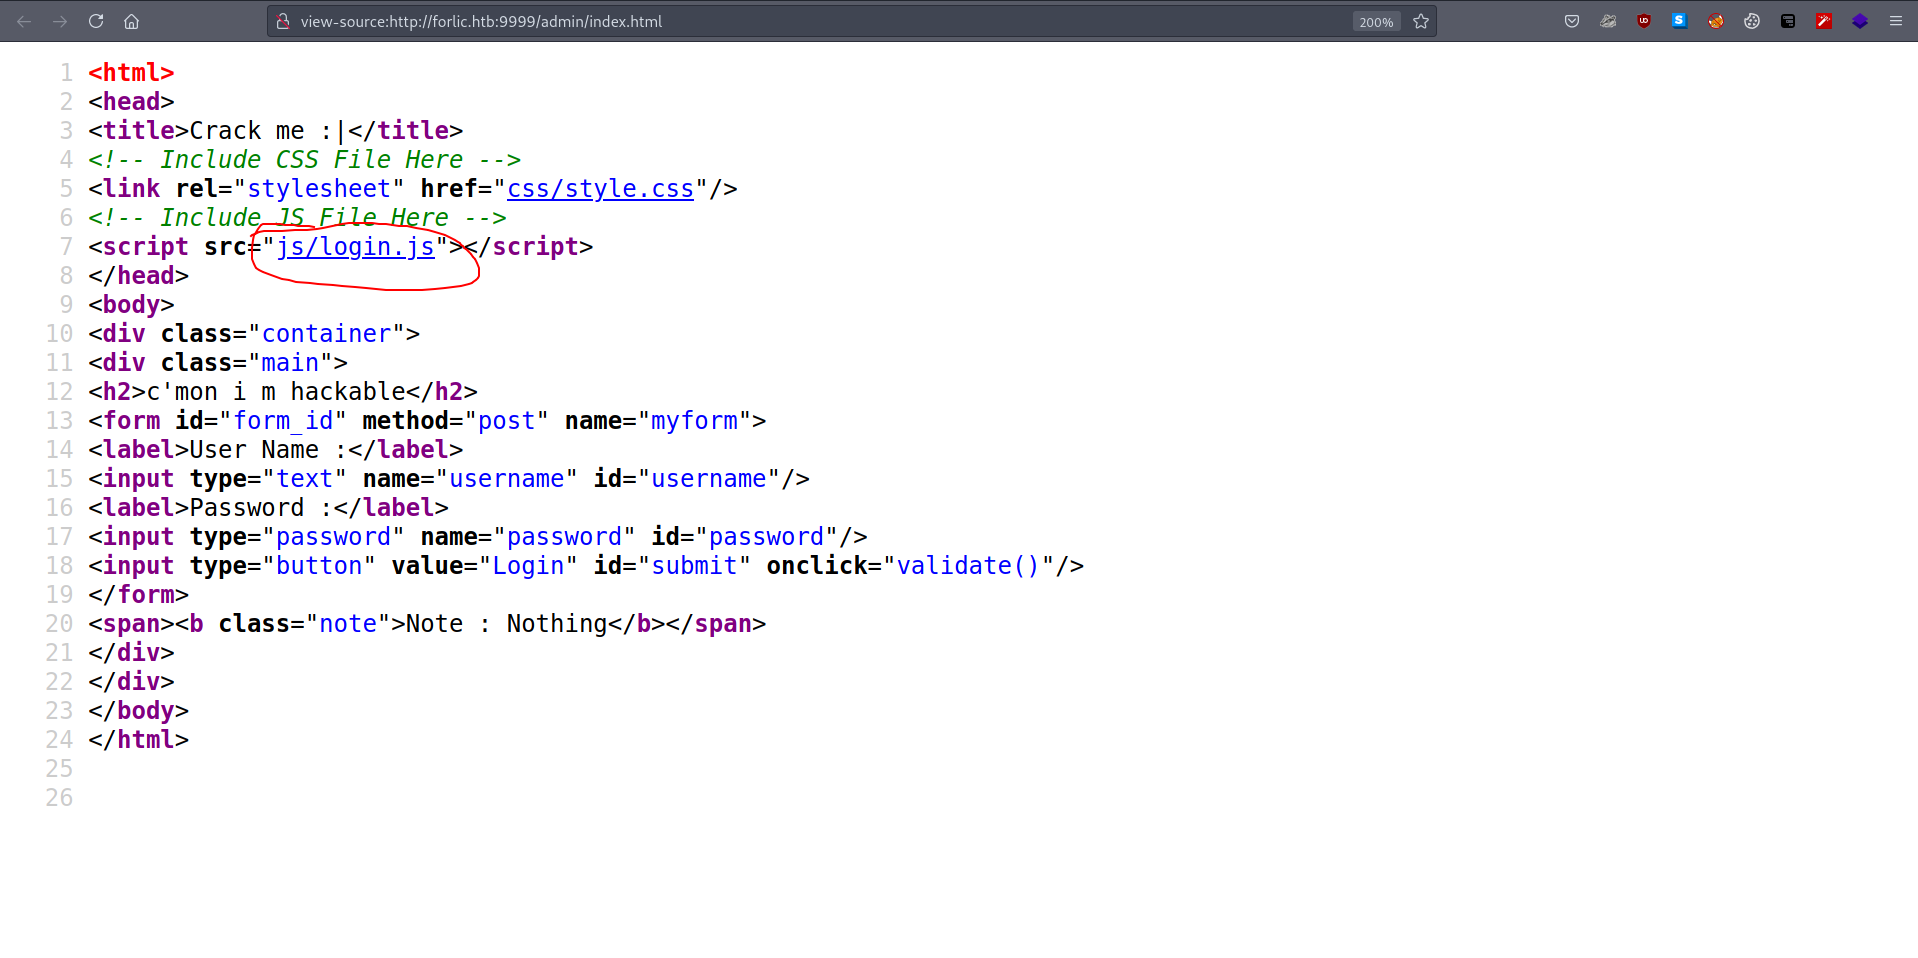 view-source:http://forlic.htb:9999/admin/index.html 200%
1 <html>
2 <head>
3 <title>Crack me :|</title>
4 <!-- Include CSS File Here -->
5 <link rel="stylesheet" href="css/style.css"/>
6 <!-- Include JS File Here -->
7 <script src="js/login.js"></script>
8 </head>
9 <body>
10 <div class="container">
11 <div class="main">
12 <h2>c'mon i m hackable</h2>
13 <form id="form_id" method="post" name="myform">
14 <label>User Name :</label>
15 <input type="text" name="username" id="username"/>
16 <label>Password :</label>
17 <input type="password" name="password" id="password"/>
18 <input type="button" value="Login" id="submit" onclick="validate()"/>
19 </form>
20 <span><b class="note">Note : Nothing</b></span>
21 </div>
22 </div>
23 </body>
24 </html>
25
26